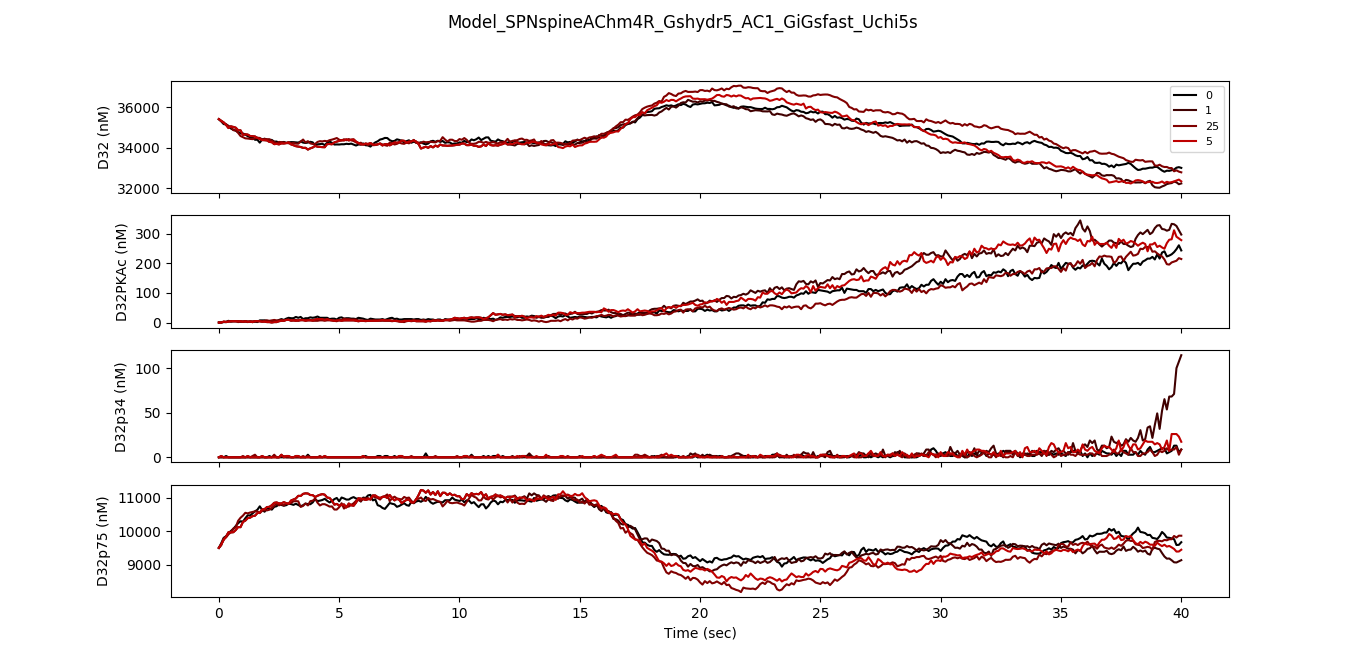 Model_SPNspineAChm4R_Gshydr5_AC1_GiGsfast_Uchi5s
D32 (nM)
36000
34000
32000
0
1
25
5
D32PKAc (nM)
300
200
100
0
D32p34 (nM)
100
50
0
D32p75 (nM)
11000
10000
9000
0 5 10 15 20 25 30 35 40
Time (sec)